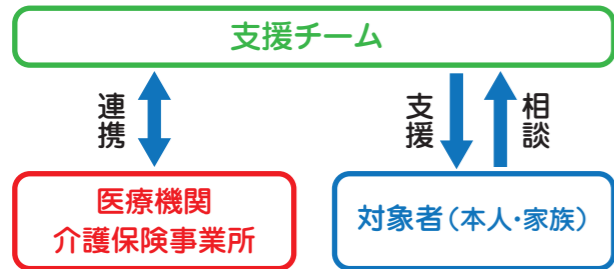 支援チーム
連携
支援
相談
医療機関
介護保険事業所
対象者（本人・家族）